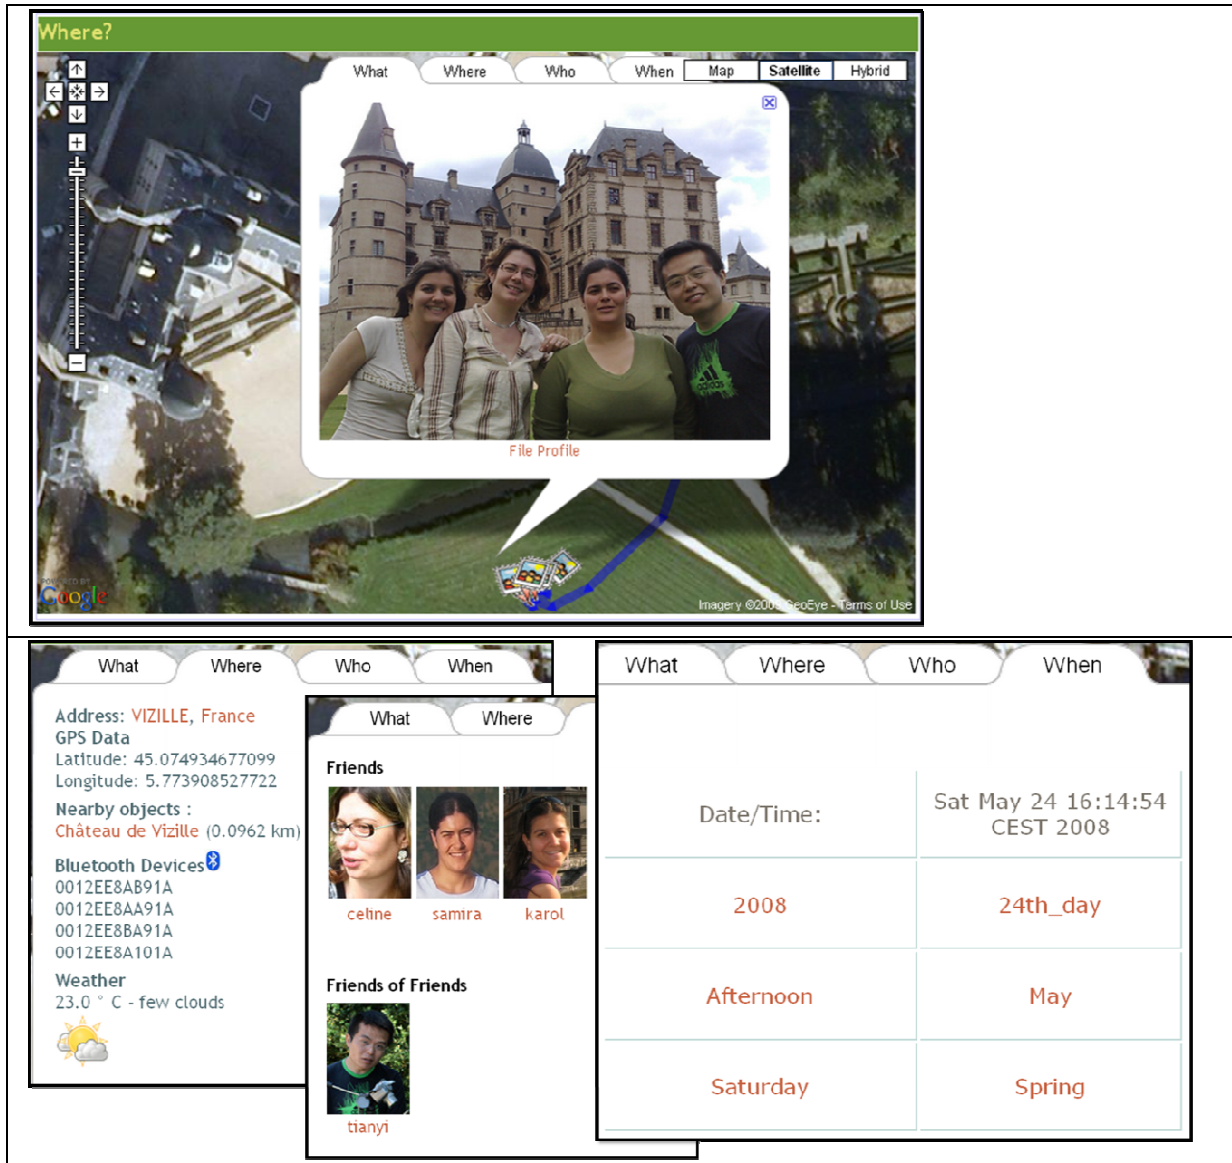 Where?
What Where Who When Map Satellite Hybrid
adidas
File Profile
POWERED BY
Google
Imagery ©2008 GeoEye - Terms of Use
What Where Who When
Address: VIZILLE, France
GPS Data
Latitude: 45.074934677099
Longitude: 5.773908527722
Nearby objects :
Château de Vizille (0.0962 km)
Bluetooth Devices
0012EE8AB91A
0012EE8AA91A
0012EE8BA91A
0012EE8A101A
Weather
23.0 ° C - few clouds
What Where
Friends
celine samira karol
Friends of Friends
tianyi
What Where Who When
Date/Time: Sat May 24 16:14:54
CEST 2008
2008 24th_day
Afternoon May
Saturday Spring